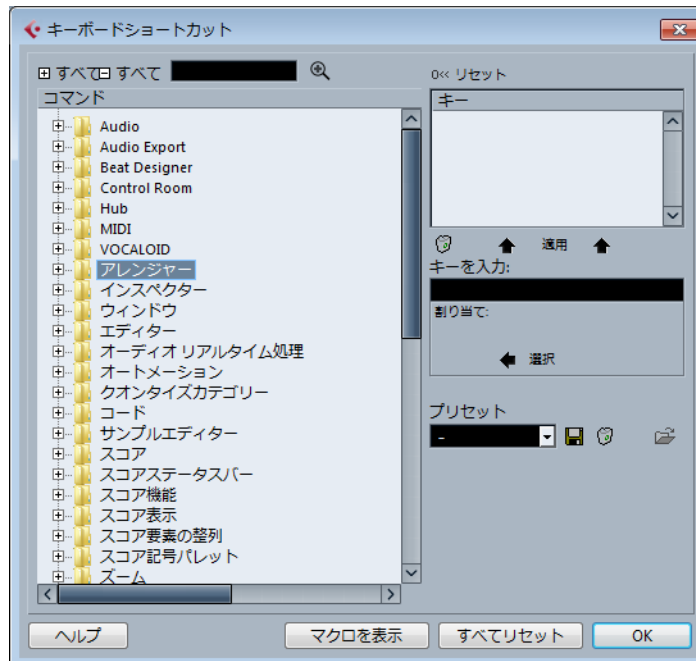 キーボードショートカット
すべて すべて
0<< リセット
コマンド
キー
Audio
Audio Export
Beat Designer
Control Room
Hub
MIDI
VOCALOID
アレンジャー
インスペクター
ウィンドウ
エディター
オーディオ リアルタイム処理
オートメーション
クオンタイズカテゴリー
コード
サンプルエディター
スコア
スコアステータスバー
スコア機能
スコア表示
スコア要素の整列
スコア記号パレット
ズーム
適用
キーを入力:
割り当て:
選択
プリセット
-
ヘルプ
マクロを表示
すべてリセット
OK